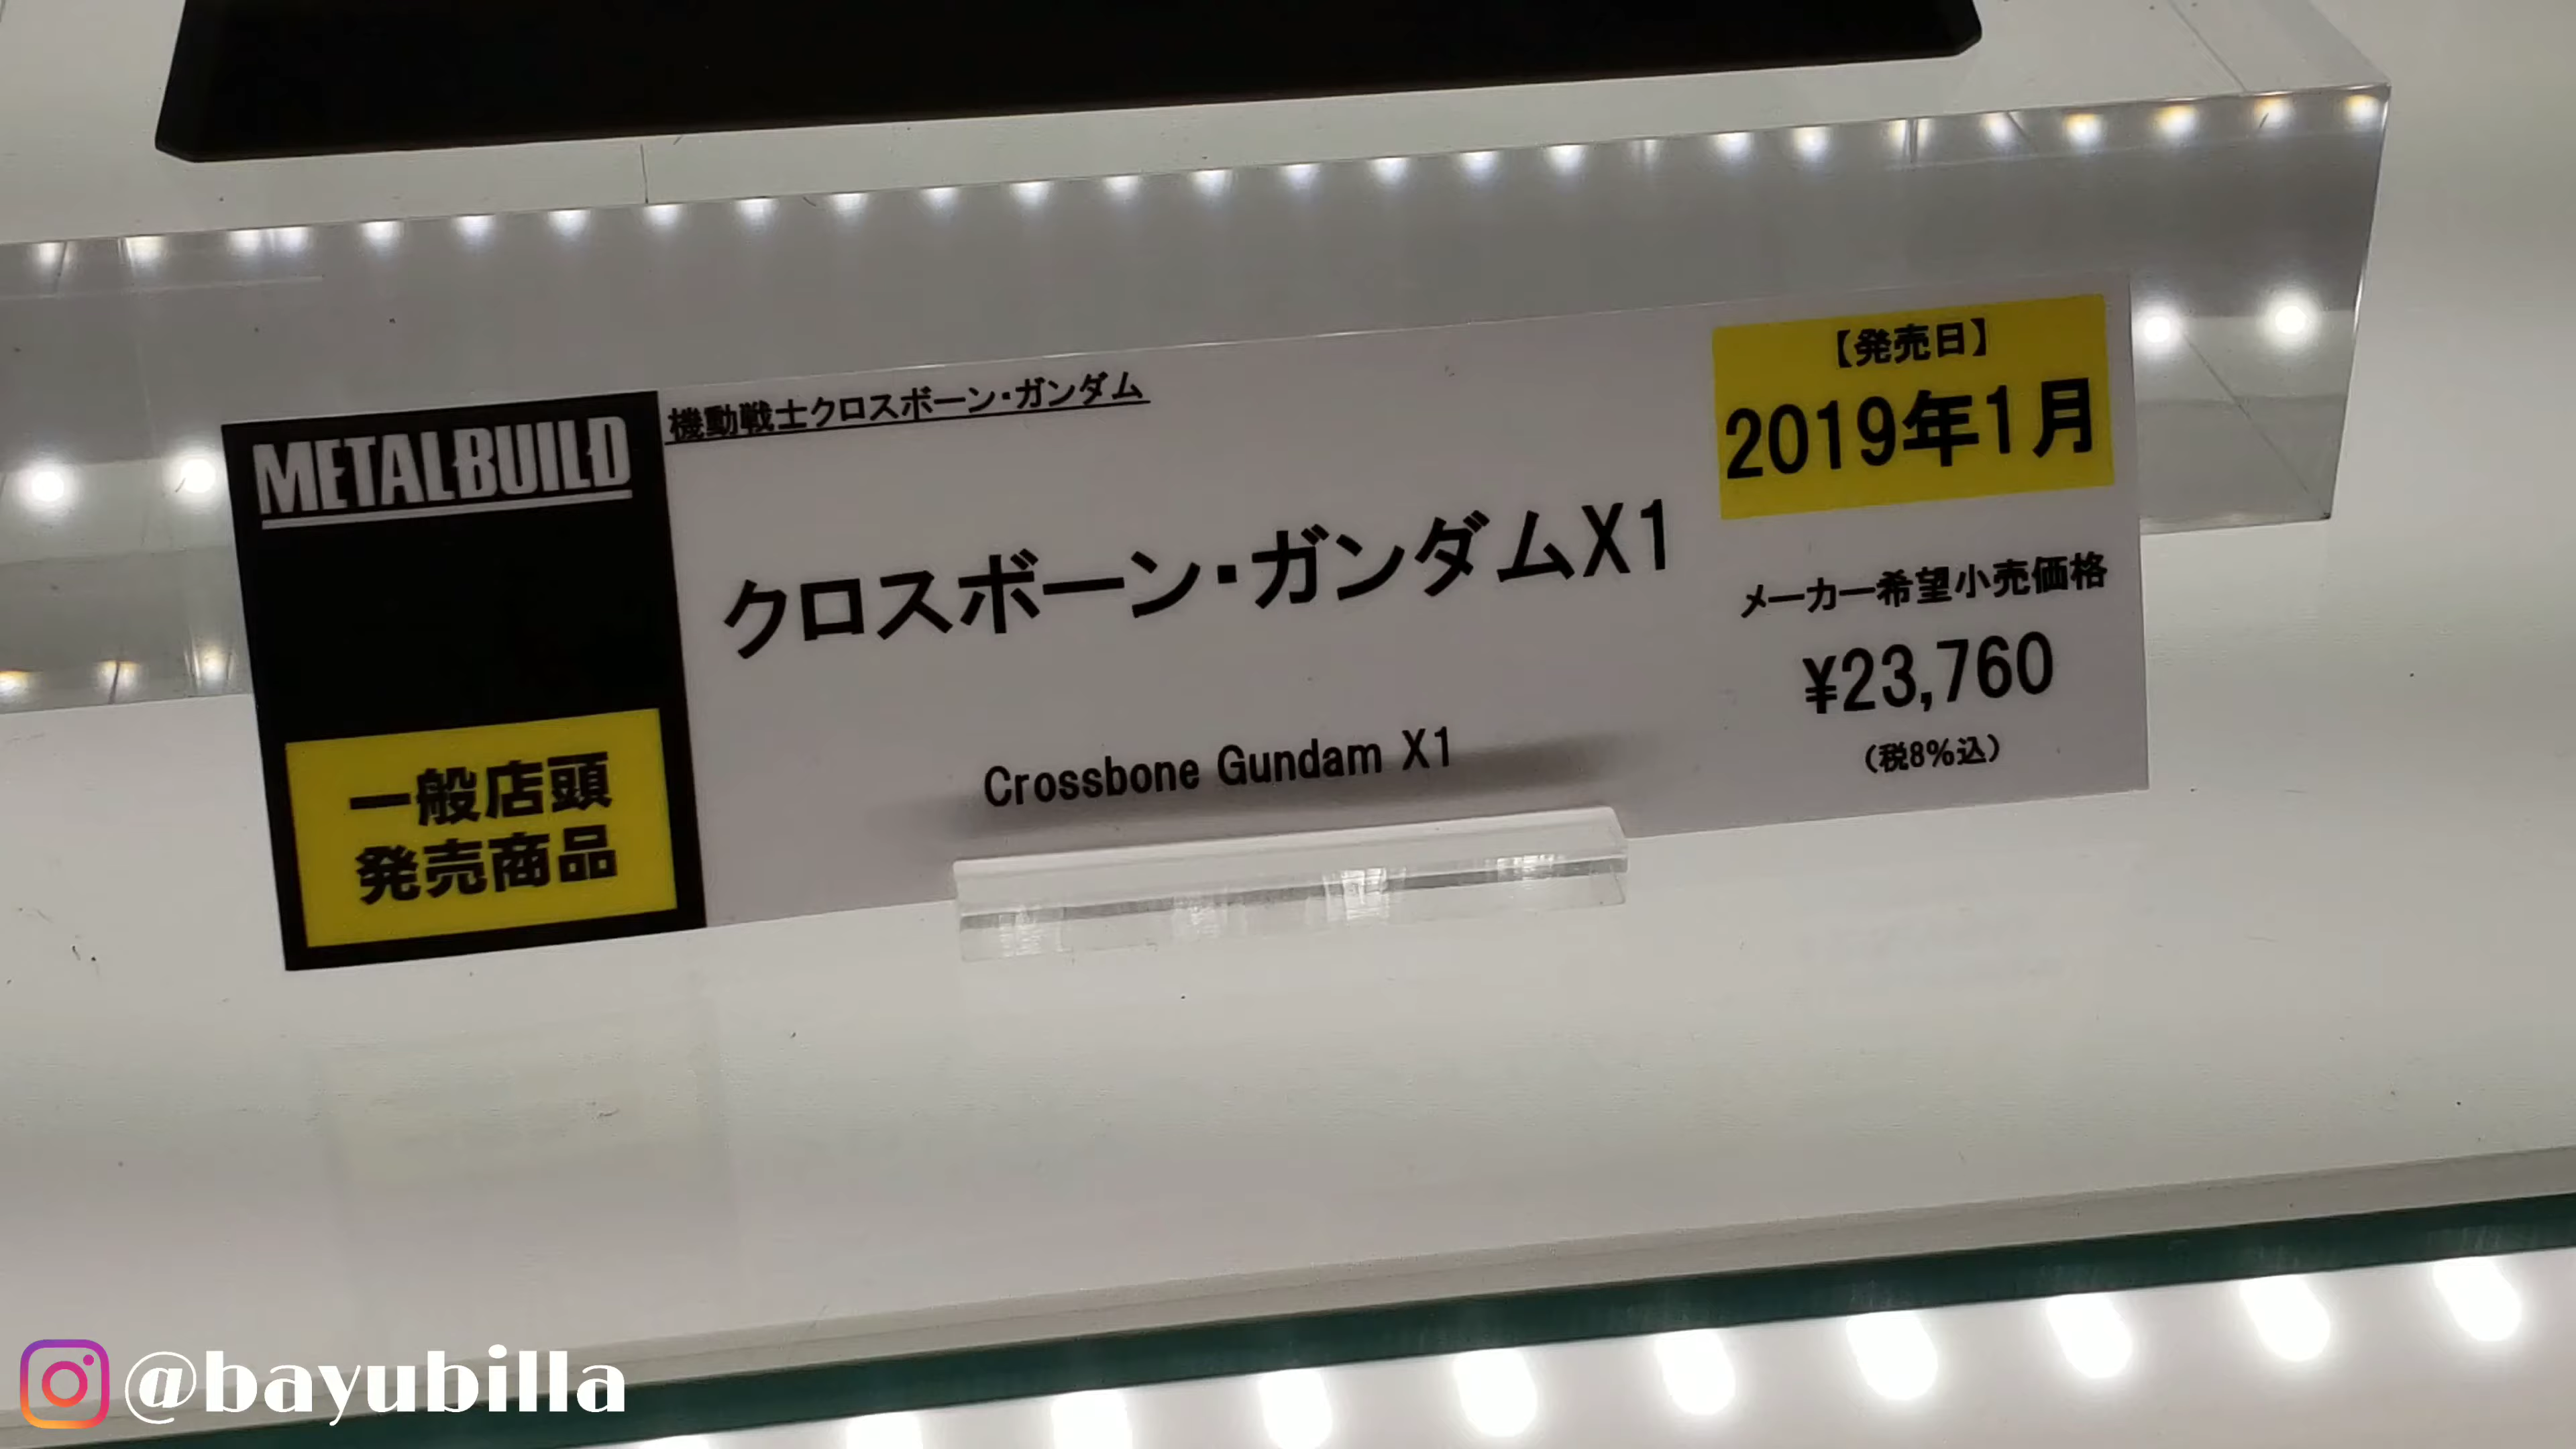 METAL BUILD
一般店頭
発売商品
機動戦士クロスボーン・ガンダム
クロスボーン・ガンダムX1
Crossbone Gundam X1
【発売日】
2019年1月
メーカー希望小売価格
¥23,760
(税8%込)
@bayubilla